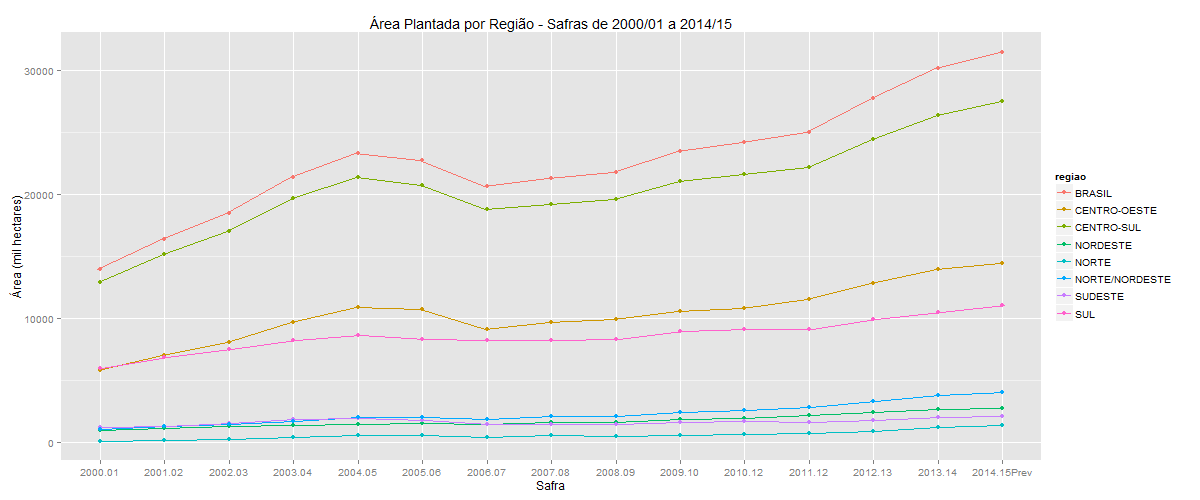 Área Plantada por Região - Safras de 2000/01 a 2014/15
Área (mil hectares)
30000
20000
10000
0
2000.01 2001.02 2002.03 2003.04 2004.05 2005.06 2006.07 2007.08 2008.09 2009.10 2010.12 2011.12 2012.13 2013.14 2014.15Prev
Safra
regiao
BRASIL
CENTRO-OESTE
CENTRO-SUL
NORDESTE
NORTE
NORTE/NORDESTE
SUDESTE
SUL